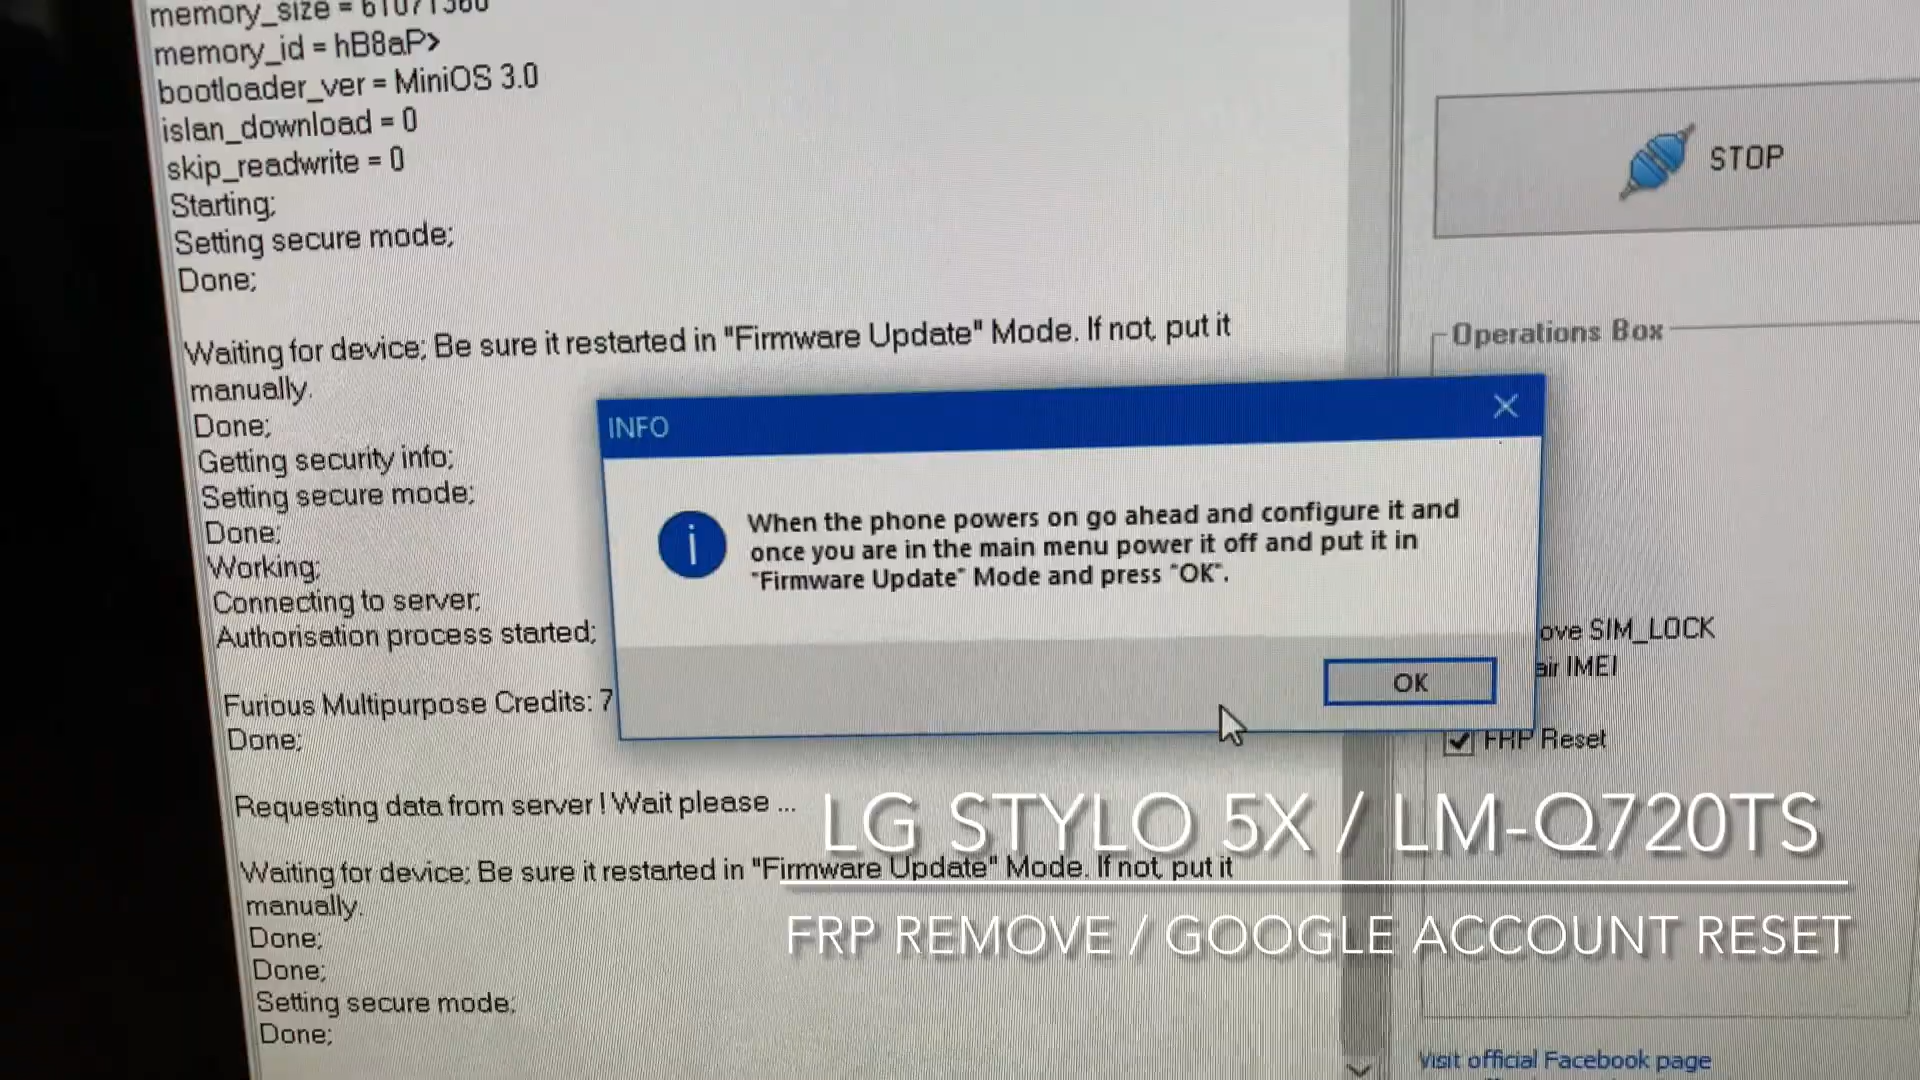 memory_size = 61071360
memory_id = hB8aP>
bootloader_ver = MiniOS 3.0
islan_download = 0
skip_readwrite = 0
Starting;
Setting secure mode;
Done;
Waiting for device; Be sure it restarted in "Firmware Update" Mode. If not, put it
manually.
Done;
Getting security info;
Setting secure mode;
Done;
Working;
Connecting to server;
Authorisation process started;
Furious Multipurpose Credits: 7
Done;
Requesting data from server ! Wait please ...
Waiting for device; Be sure it restarted in "Firmware Update" Mode. If not, put it
manually.
Done;
Done;
Setting secure mode;
Done;
STOP
Operations Box
INFO
When the phone powers on go ahead and configure it and
once you are in the main menu power it off and put it in
"Firmware Update" Mode and press "OK".
OK
ove SIM_LOCK
air IMEI
FRP Reset
LG STYLO 5X / LM-Q720TS
FRP REMOVE / GOOGLE ACCOUNT RESET
Visit official Facebook page